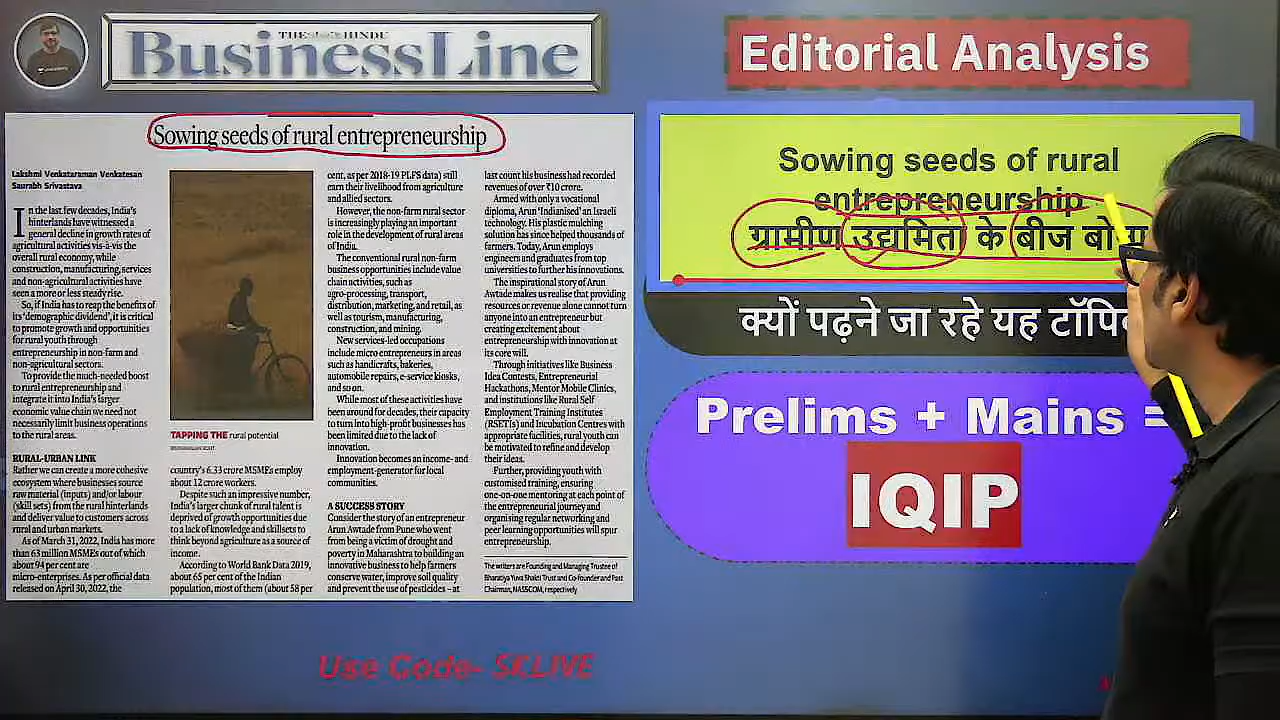 THE HINDU
BusinessLine
Editorial Analysis
Sowing seeds of rural entrepreneurship
Lakshmi Venkataraman Venkatesan
Saurabh Srivastava
In the last few decades, India's
hinterlands have witnessed a
general decline in growth rates of
agricultural activities vis-à-vis the
overall rural economy, while
construction, manufacturing, services
and non-agricultural activities have
seen a more or less steady rise.
So, if India has to reap the benefits of
its 'demographic dividend', it is critical
to promote growth and opportunities
for rural youth through
entrepreneurship in non-farm and
non-agricultural sectors.
To provide the much-needed boost
to rural entrepreneurship and
integrate it into India's larger
economic value chain we need not
necessarily limit business operations
to the rural areas.
RURAL-URBAN LINK
Rather we can create a more cohesive
ecosystem where businesses source
raw material (inputs) and/or labour
(skill sets) from the rural hinterlands
and deliver value to customers across
rural and urban markets.
As of March 31, 2022, India has more
than 63 million MSMEs out of which
about 94 per cent are
micro-enterprises. As per official data
released on April 30, 2022, the
TAPPING THE rural potential
country's 6.33 crore MSMEs employ
about 12 crore workers.
Despite such an impressive number,
India's larger chunk of rural talent is
deprived of growth opportunities due
to a lack of knowledge and skillsets to
think beyond agriculture as a source of
income.
According to World Bank Data 2019,
about 65 per cent of the Indian
population, most of them (about 58 per
cent, as per 2018-19 PLFS data) still
earn their livelihood from agriculture
and allied sectors.
However, the non-farm rural sector
is increasingly playing an important
role in the development of rural areas
of India.
The conventional rural non-farm
business opportunities include value
chain activities, such as
agro-processing, transport,
distribution, marketing, and retail, as
well as tourism, manufacturing,
construction, and mining.
New services-led occupations
include micro entrepreneurs in areas
such as handicrafts, bakeries,
automobile repairs, e-service kiosks,
and so on.
While most of these activities have
been around for decades, their capacity
to turn into high-profit businesses has
been limited due to the lack of
innovation.
Innovation becomes an income- and
employment-generator for local
communities.
A SUCCESS STORY
Consider the story of an entrepreneur
Arun Awtade from Pune who went
from being a victim of drought and
poverty in Maharashtra to building an
innovative business to help farmers
conserve water, improve soil quality
and prevent the use of pesticides – at
last count his business had recorded
revenues of over ₹10 crore.
Armed with only a vocational
diploma, Arun 'Indianised' an Israeli
technology. His plastic mulching
solution has since helped thousands of
farmers. Today, Arun employs
engineers and graduates from top
universities to further his innovations.
The inspirational story of Arun
Awtade makes us realise that providing
resources or revenue alone cannot turn
anyone into an entrepreneur but
creating excitement about
entrepreneurship with innovation at
its core will.
Through initiatives like Business
Idea Contests, Entrepreneurial
Hackathons, Mentor Mobile Clinics,
and institutions like Rural Self
Employment Training Institutes
(RSETIs) and Incubation Centres with
appropriate facilities, rural youth can
be motivated to refine and develop
their ideas.
Further, providing youth with
customised training, ensuring
one-on-one mentoring at each point of
the entrepreneurial journey and
organising regular networking and
peer learning opportunities will spur
entrepreneurship.
The writers are Founding and Managing Trustee of
Bharatiya Yuva Shakti Trust and Co-founder and Past
Chairman, NASSCOM, respectively
Sowing seeds of rural
entrepreneurship
ग्रामीण उद्यमिता के बीज
क्यों पढ़ने जा रहे यह
Prelims + Mains =
IQIP
Use Code- SKLIVE